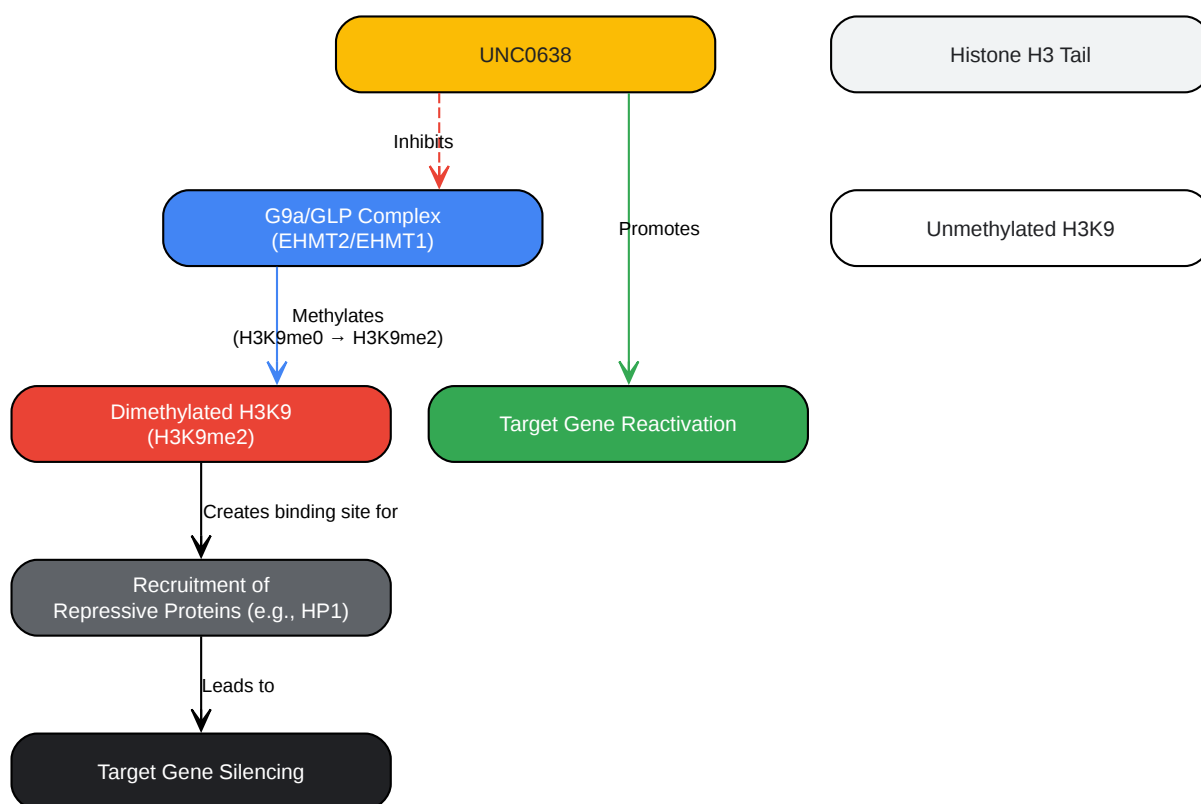 UNC0638
Histone H3 Tail
Inhibits
G9a/GLP Complex
(EHMT2/EHMT1)
Promotes
Unmethylated H3K9
Methylates
(H3K9me0 → H3K9me2)
Dimethylated H3K9
(H3K9me2)
Target Gene Reactivation
Creates binding site for
Recruitment of
Repressive Proteins (e.g., HP1)
Leads to
Target Gene Silencing